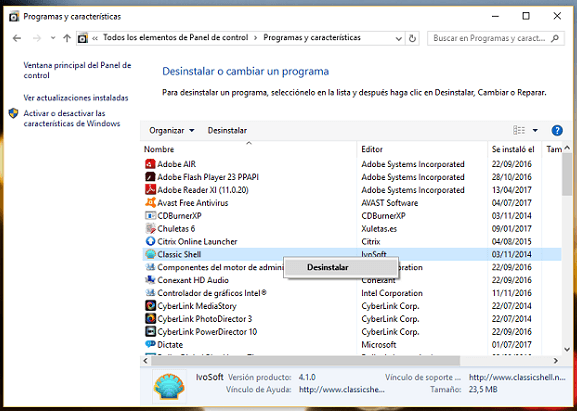 Programas y características
Todos los elementos de Panel de control
Programas y características
Buscar en Programas y caract...
Ventana principal del Panel de
control
Ver actualizaciones instaladas
Activar o desactivar las
características de Windows
Desinstalar o cambiar un programa
Para desinstalar un programa, selecciónelo en la lista y después haga clic en Desinstalar, Cambiar o Reparar.
Organizar Desinstalar
Nombre Editor Se instaló el Tam
Adobe AIR Adobe Systems Incorporated 22/09/2016
Adobe Flash Player 23 PPAPI Adobe Systems Incorporated 28/10/2016
Adobe Reader XI (11.0.20) Adobe Systems Incorporated 13/04/2017
Avast Free Antivirus AVAST Software 04/07/2017
CDBurnerXP CDBurnerXP 03/11/2014
Chuletas 6 Xuletas.es 09/01/2017
Citrix Online Launcher Citrix 04/08/2015
Classic Shell IvoSoft 03/11/2014
Componentes del motor de admini Corporation 22/09/2016
Desinstalar
Conexant HD Audio Conexant 22/09/2016
Controlador de gráficos Intel® Intel Corporation 11/11/2016
CyberLink MediaStory CyberLink Corp. 22/09/2014
CyberLink PhotoDirector 3 CyberLink Corp. 22/07/2014
CyberLink PowerDirector 10 CyberLink Corp. 22/09/2016
Dictate Microsoft 01/07/2017
IvoSoft Versión producto: 4.1.0 Vínculo de soporte ... http://www.classicshell.n...
Vínculo de Ayuda: http://www.classicshe... Tamaño: 23,5 MB